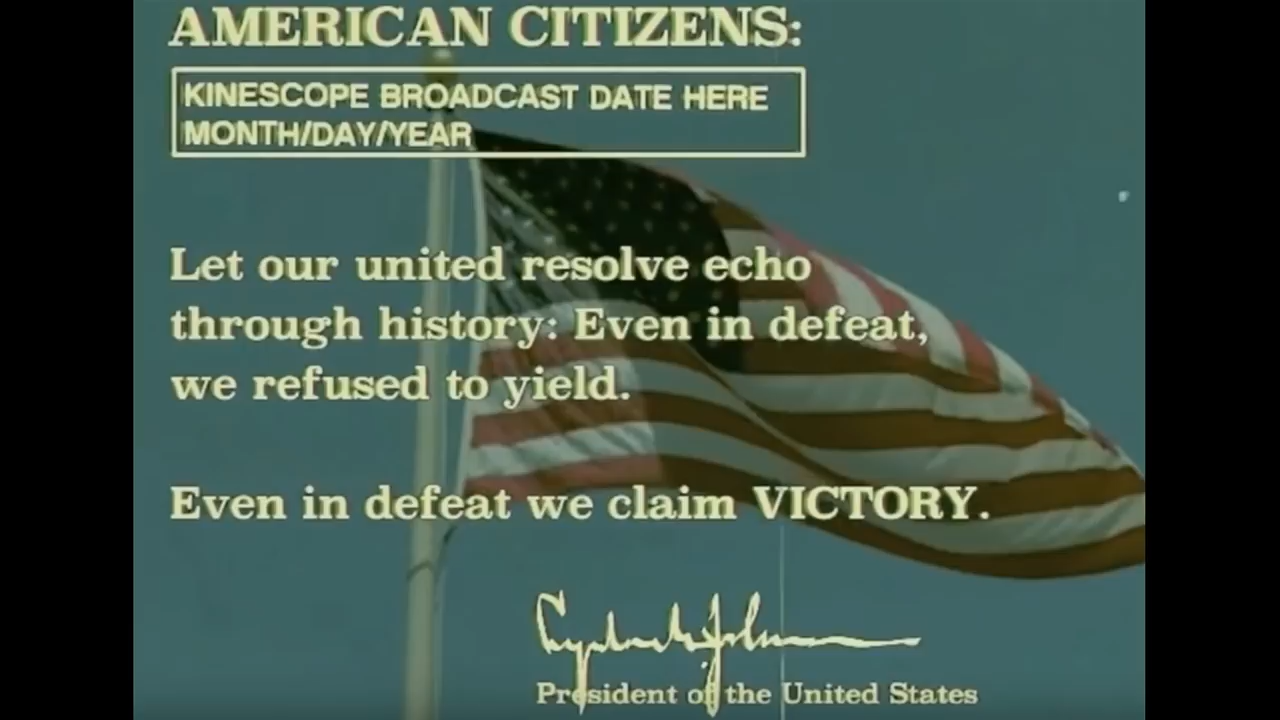 AMERICAN CITIZENS:
KINESCOPE BROADCAST DATE HERE
MONTH/DAY/YEAR
Let our united resolve echo
through history: Even in defeat,
we refused to yield.
Even in defeat we claim VICTORY.
President of the United States